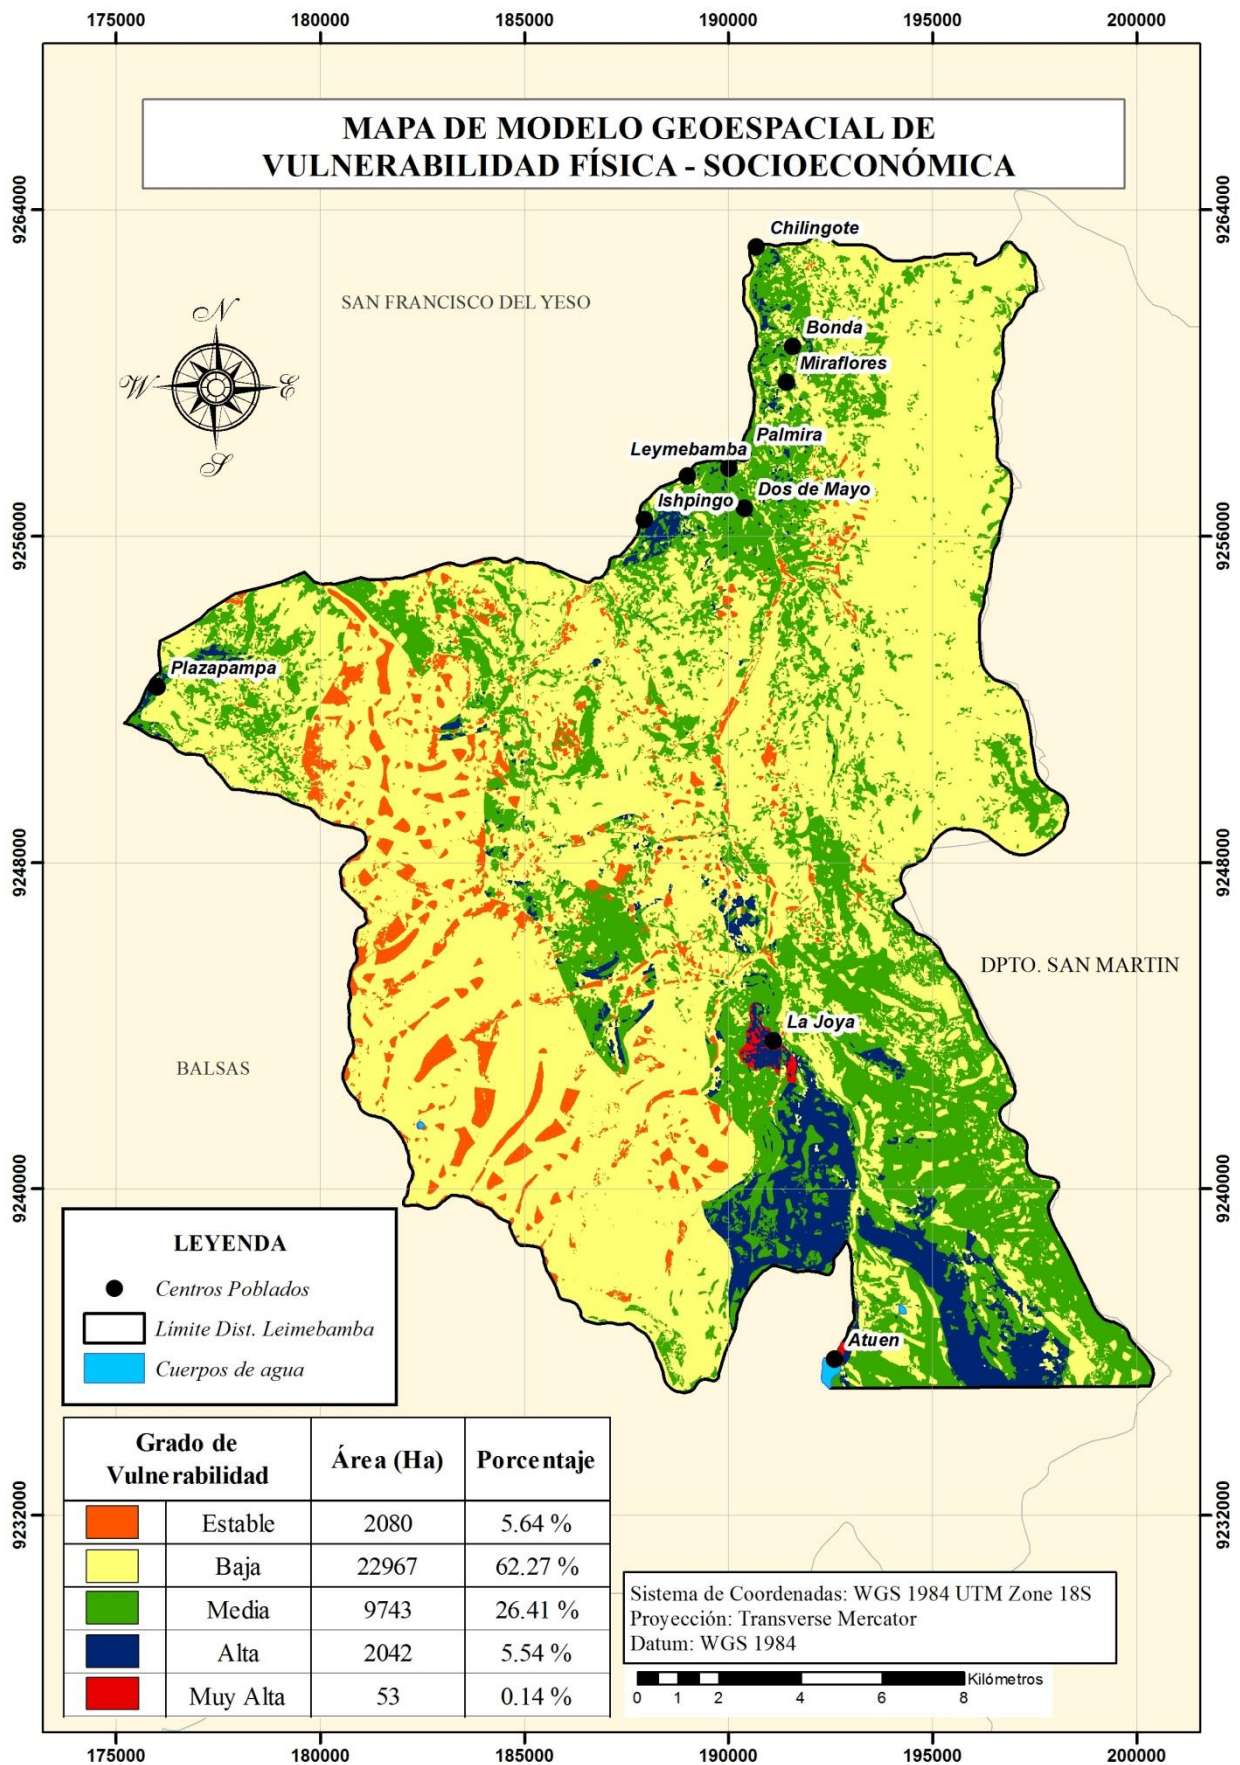 175000 180000 185000 190000 195000 200000
MAPA DE MODELO GEOESPACIAL DE
VULNERABILIDAD FÍSICA - SOCIOECONÓMICA
9264000 9264000
Chilingote
SAN FRANCISCO DEL YESO
N
Bonda
W E
Miraflores
S
Palmira
Leymebamba
Ishpingo
Dos de Mayo
9256000 9256000
Plazapampa
9248000 9248000
DPTO. SAN MARTIN
La Joya
BALSAS
9240000 9240000
Atuen
LEYENDA
Centros Poblados
Límite Dist. Leimebamba
Cuerpos de agua
Grado de
Vulnerabilidad
Área (Ha)
Porcentaje
Estable 2080 5.64 %
Baja 22967 62.27 %
Media 9743 26.41 %
Alta 2042 5.54 %
Muy Alta 53 0.14 %
9232000 9232000
Sistema de Coordenadas: WGS 1984 UTM Zone 18S
Proyección: Transverse Mercator
Datum: WGS 1984
Kilómetros
0 1 2 4 6 8
175000 180000 185000 190000 195000 200000